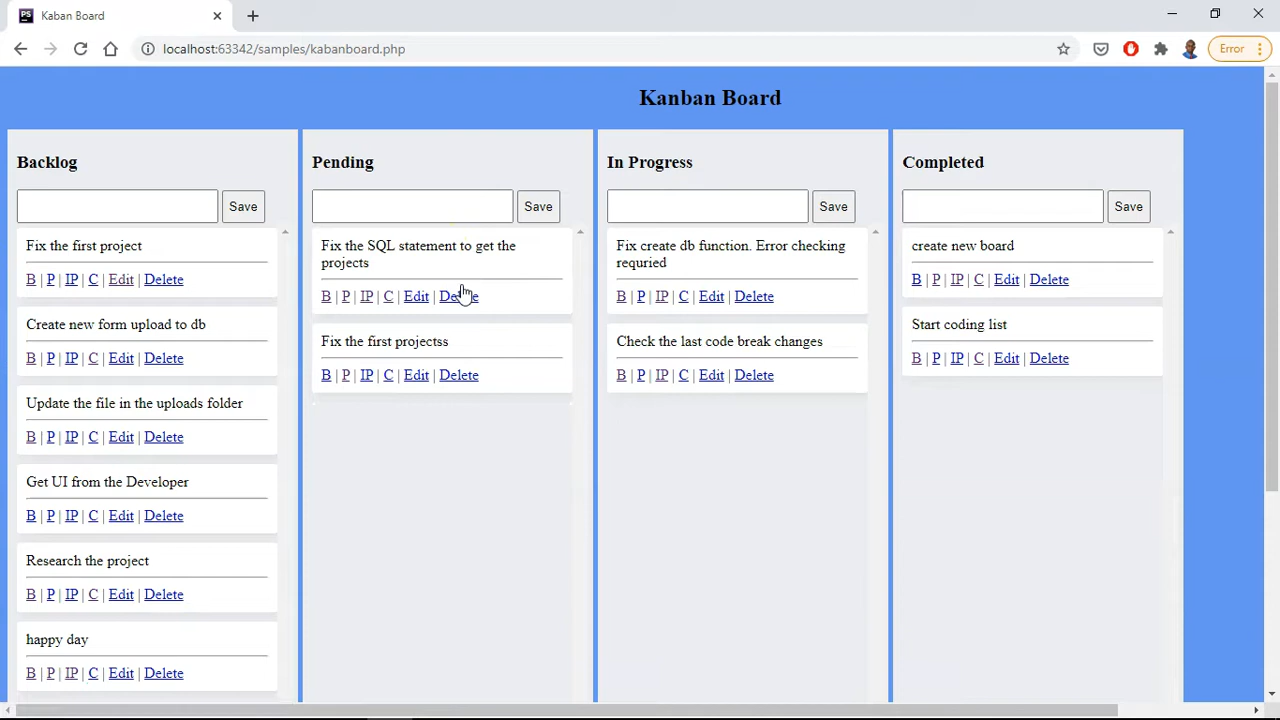 Kaban Board
localhost:63342/samples/kabanboard.php
Error
Kanban Board
Backlog
Save
Fix the first project
B | P | IP | C | Edit | Delete
Create new form upload to db
B | P | IP | C | Edit | Delete
Update the file in the uploads folder
B | P | IP | C | Edit | Delete
Get UI from the Developer
B | P | IP | C | Edit | Delete
Research the project
B | P | IP | C | Edit | Delete
happy day
B | P | IP | C | Edit | Delete
Pending
Save
Fix the SQL statement to get the
projects
B | P | IP | C | Edit | Delete
Fix the first projectss
B | P | IP | C | Edit | Delete
In Progress
Save
Fix create db function. Error checking
requried
B | P | IP | C | Edit | Delete
Check the last code break changes
B | P | IP | C | Edit | Delete
Completed
Save
create new board
B | P | IP | C | Edit | Delete
Start coding list
B | P | IP | C | Edit | Delete